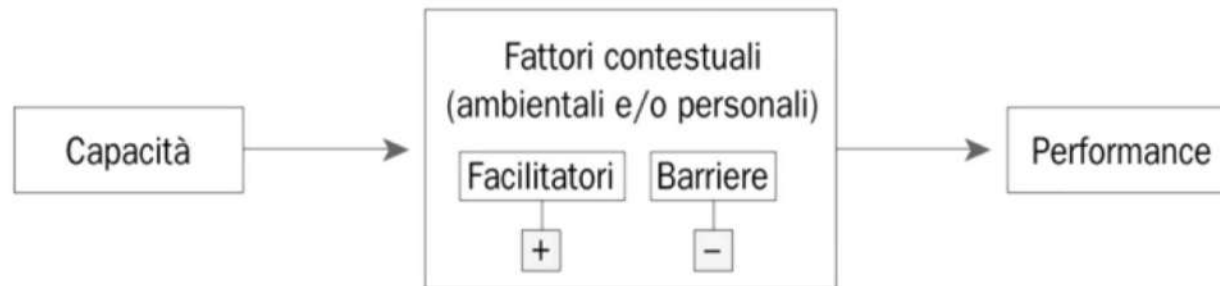 Capacità
Fattori contestuali
(ambientali e/o personali)
Facilitatori
Barriere
+
−
Performance